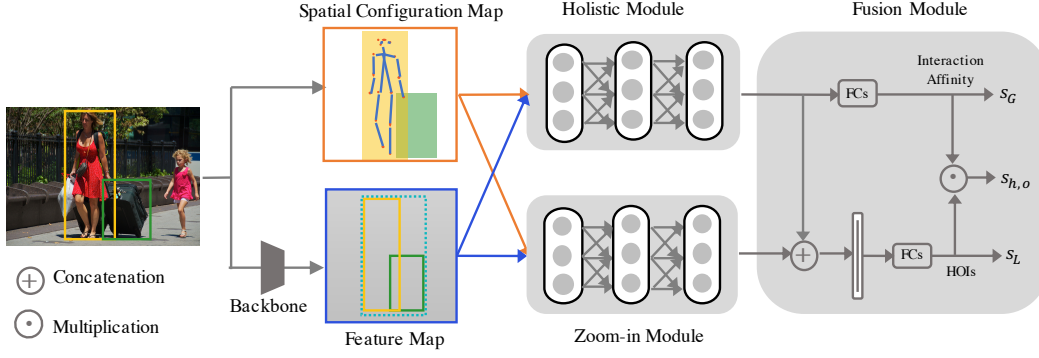 Spatial Configuration Map
Holistic Module
Fusion Module
Interaction
Affinity
FCs
S_G
S_{h,o}
Concatenation
Multiplication
Backbone
Feature Map
Zoom-in Module
FCs
HOIs
S_L